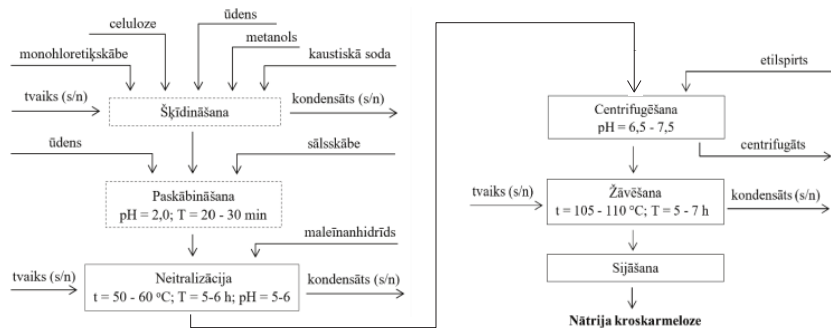 celuloze
ūdens
metanols
monohloretiķskābe
kaustiskā soda
tvaiks (s/n)
Šķīdināšana
kondensāts (s/n)
ūdens
sālsskābe
Paskābināšana
pH = 2,0; T = 20 - 30 min
maleīnanhidrīds
tvaiks (s/n)
Neitralizācija
t = 50 - 60 °C; T = 5-6 h; pH = 5-6
kondensāts (s/n)
etilspirts
Centrifugēšana
pH = 6,5 - 7,5
centrifugāts
tvaiks (s/n)
Žāvēšana
t = 105 - 110 °C; T = 5 - 7 h
kondensāts (s/n)
Sijāšana
Nātrija kroskarmeloze